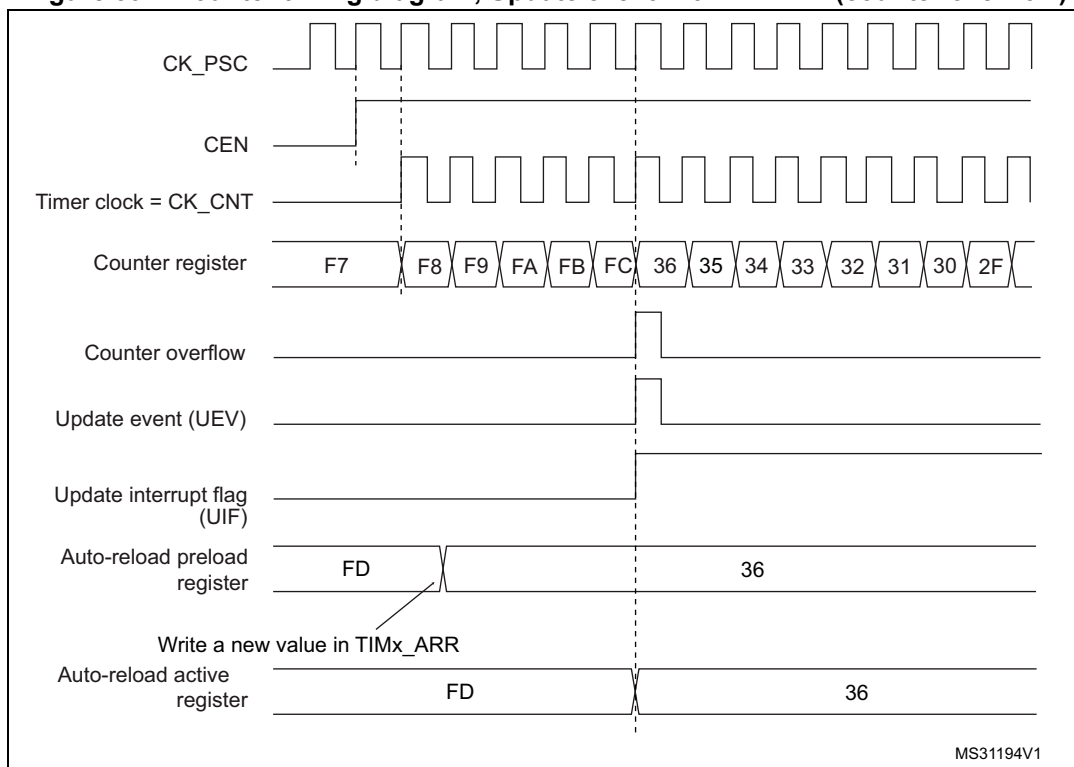 CK_PSC
CEN
Timer clock = CK_CNT
Counter register F7 F8 F9 FA FB FC 36 35 34 33 32 31 30 2F
Counter overflow
Update event (UEV)
Update interrupt flag
(UIF)
Auto-reload preload
register
FD 36
Write a new value in TIMx_ARR
Auto-reload active
register
FD 36
MS31194V1